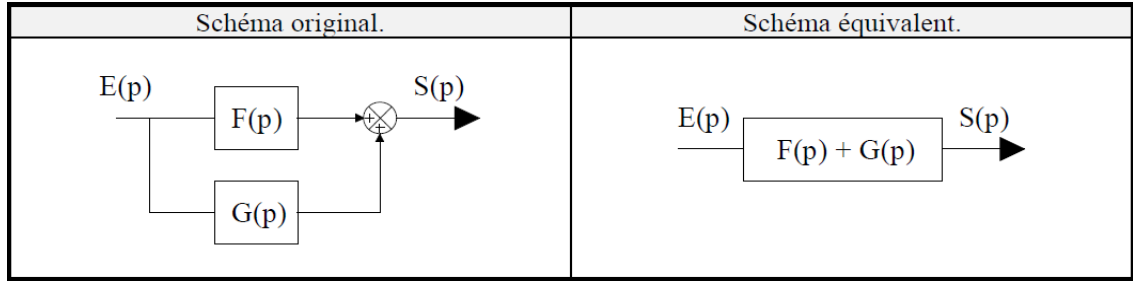 Schéma original.
Schéma équivalent.
E(p)
F(p)
+
+
S(p)
G(p)
E(p)
F(p) + G(p)
S(p)